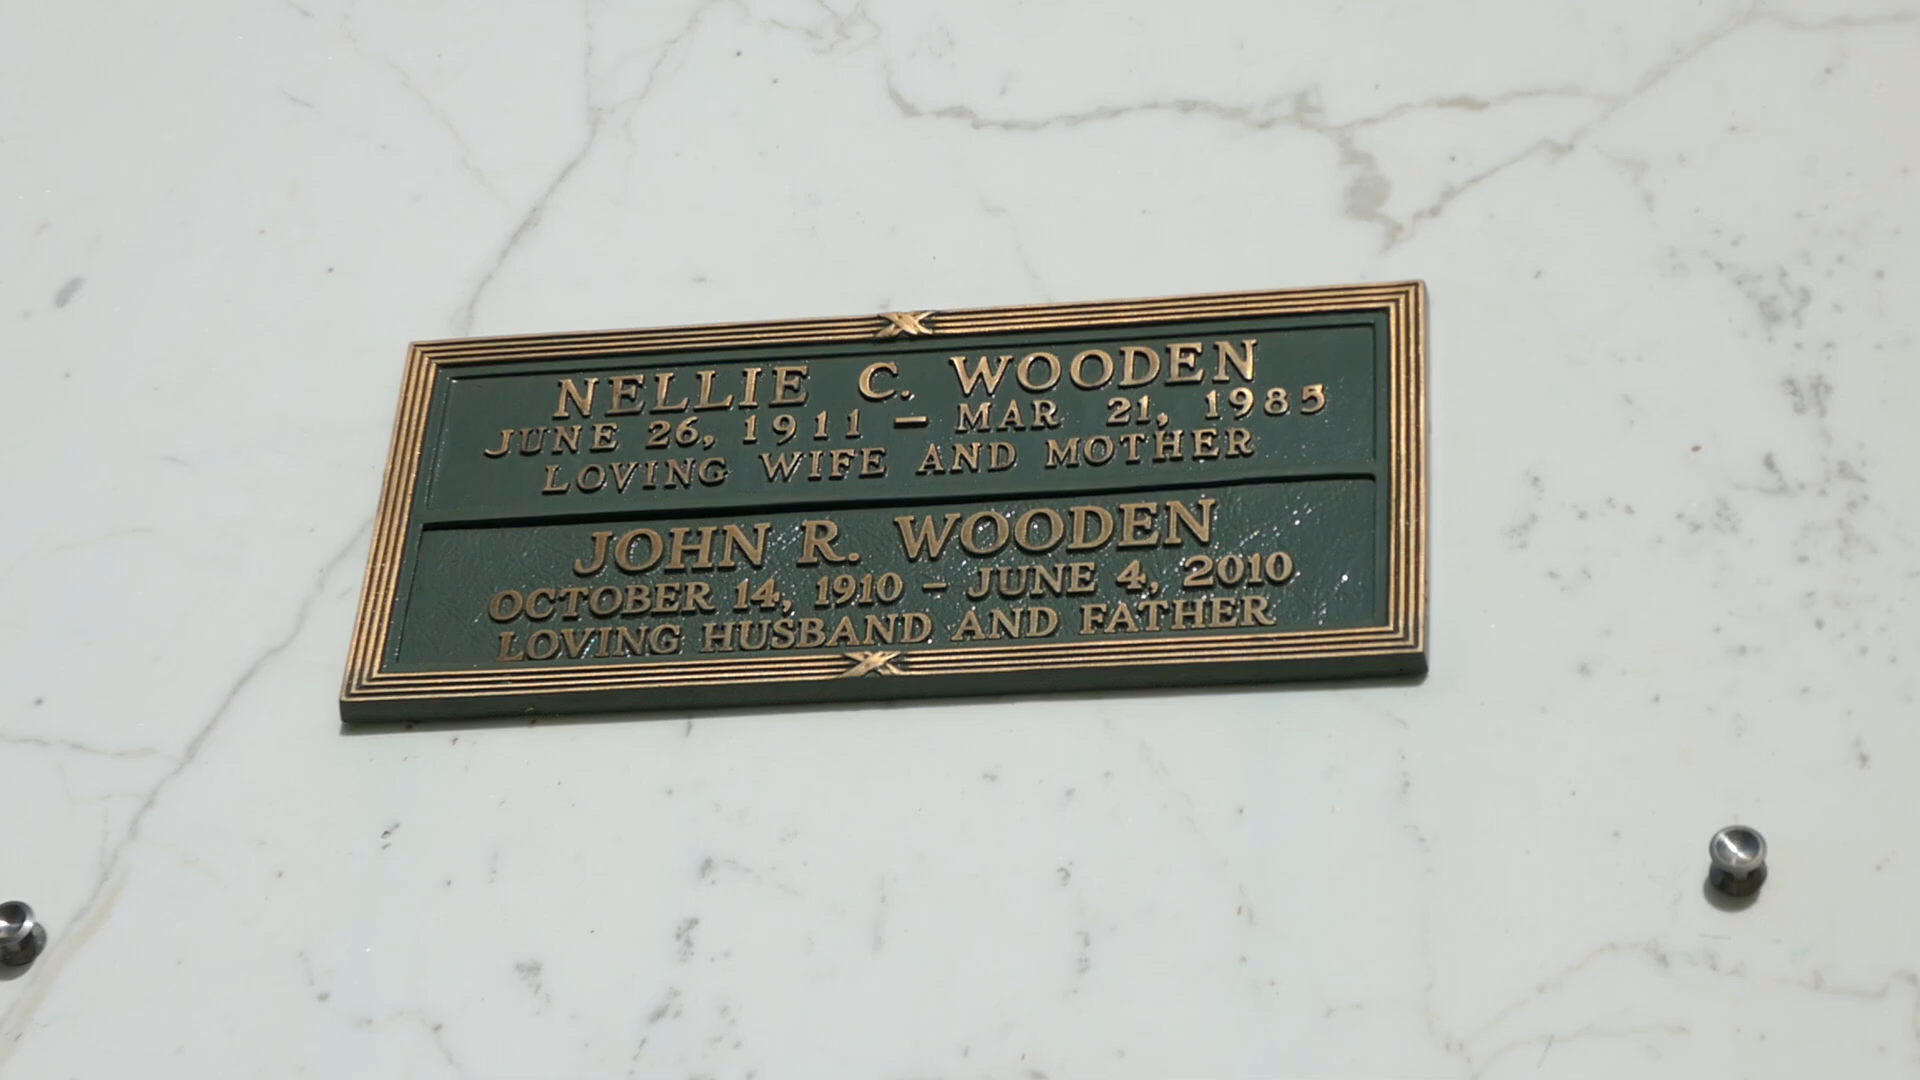 NELLIE C. WOODEN
JUNE 26, 1911 – MAR 21, 1985
LOVING WIFE AND MOTHER
JOHN R. WOODEN
OCTOBER 14, 1910 – JUNE 4, 2010
LOVING HUSBAND AND FATHER